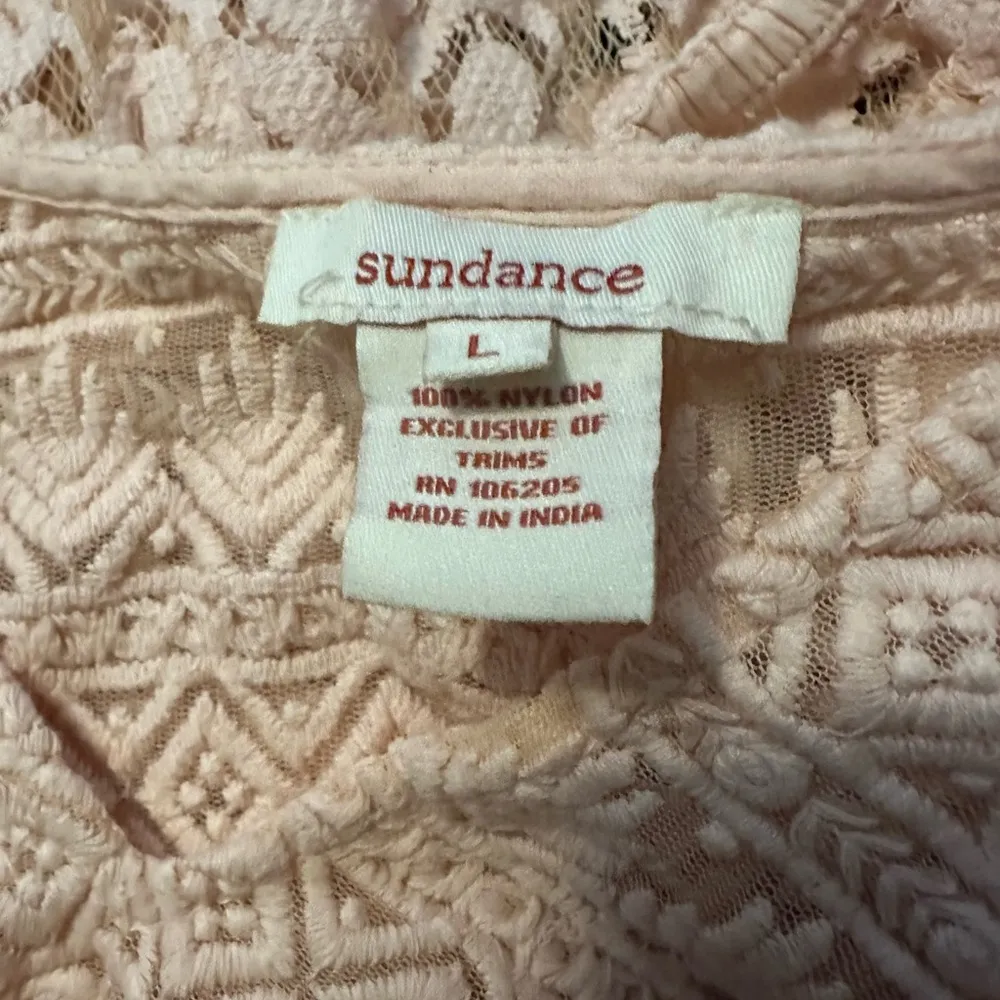 sundance
L
100% NYLON
EXCLUSIVE OF
TRIMS
RN 106205
MADE IN INDIA